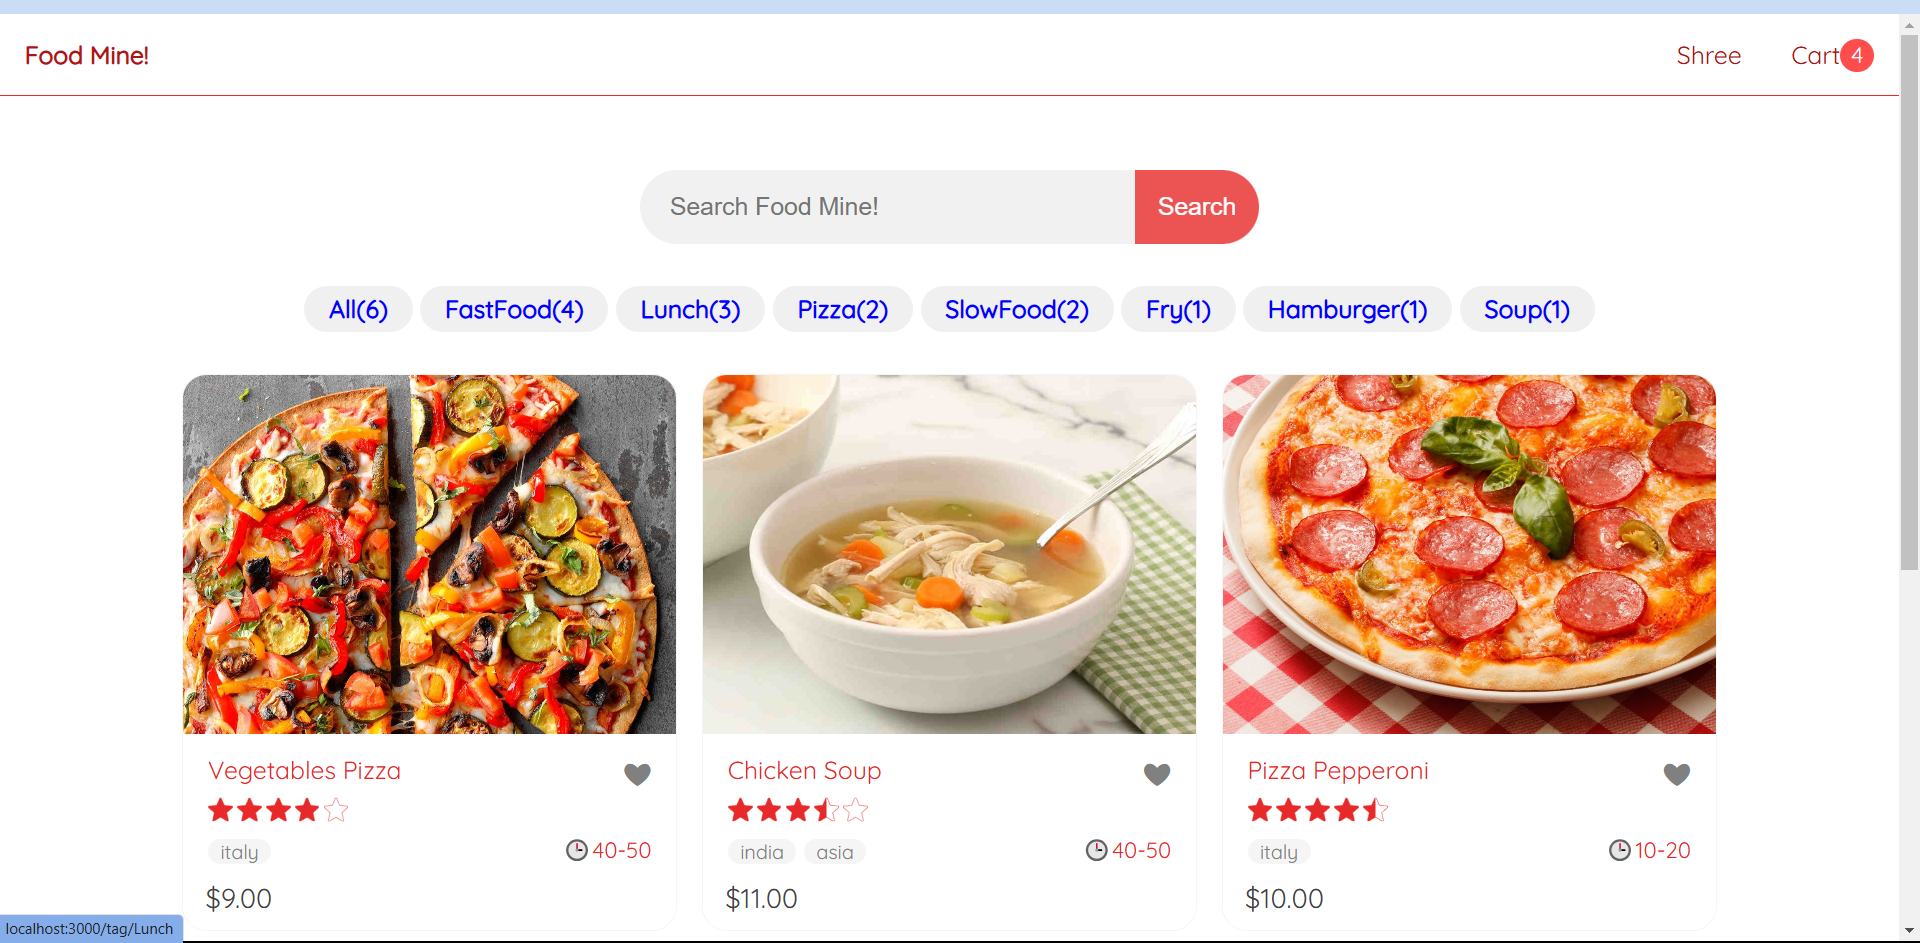 Food Mine!
Shree
Cart 4
Search Food Mine!
Search
All(6)
FastFood(4)
Lunch(3)
Pizza(2)
SlowFood(2)
Fry(1)
Hamburger(1)
Soup(1)
Vegetables Pizza
italy
40-50
$9.00
Chicken Soup
india
asia
40-50
$11.00
Pizza Pepperoni
italy
10-20
$10.00
localhost:3000/tag/Lunch